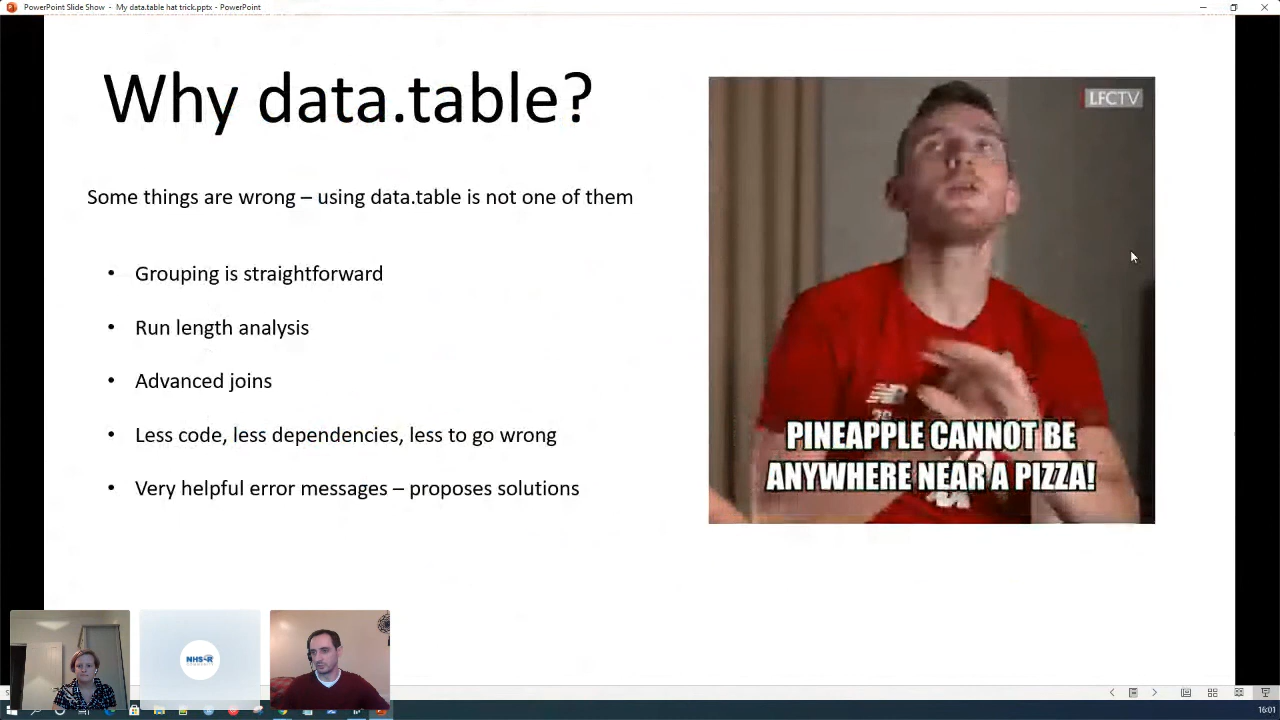 PowerPoint Slide Show - My data.table hat trick.pptx - PowerPoint
Why data.table?
LFCTV
Some things are wrong – using data.table is not one of them
• Grouping is straightforward
• Run length analysis
• Advanced joins
• Less code, less dependencies, less to go wrong
• Very helpful error messages – proposes solutions
PINEAPPLE CANNOT BE
ANYWHERE NEAR A PIZZA!
NHS-R
16:01